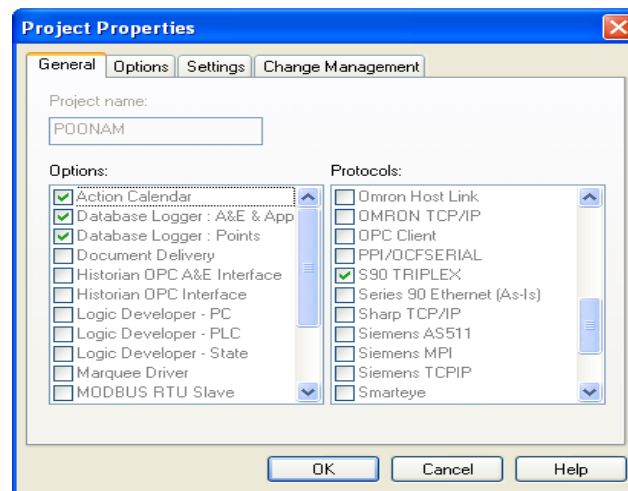 Project Properties
General Options Settings Change Management
Project name:
POONAM
Options:
Action Calendar
Database Logger : A&E & App
Database Logger : Points
Document Delivery
Historian OPC A&E Interface
Historian OPC Interface
Logic Developer - PC
Logic Developer - PLC
Logic Developer - State
Marquee Driver
MODBUS RTU Slave
Protocols:
Omron Host Link
OMRON TCP/IP
OPC Client
PPI/OCFSERIAL
S90 TRIPLEX
Series 90 Ethernet (As-Is)
Sharp TCP/IP
Siemens AS511
Siemens MPI
Siemens TCPIP
Smarteye
OK Cancel Help